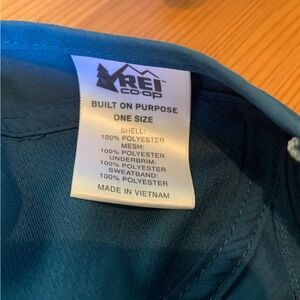 REI
CO·OP
BUILT ON PURPOSE
ONE SIZE
SHELL:
100% POLYESTER
MESH:
100% POLYESTER
UNDERBRIM:
100% POLYESTER
SWEATBAND:
100% POLYESTER
MADE IN VIETNAM